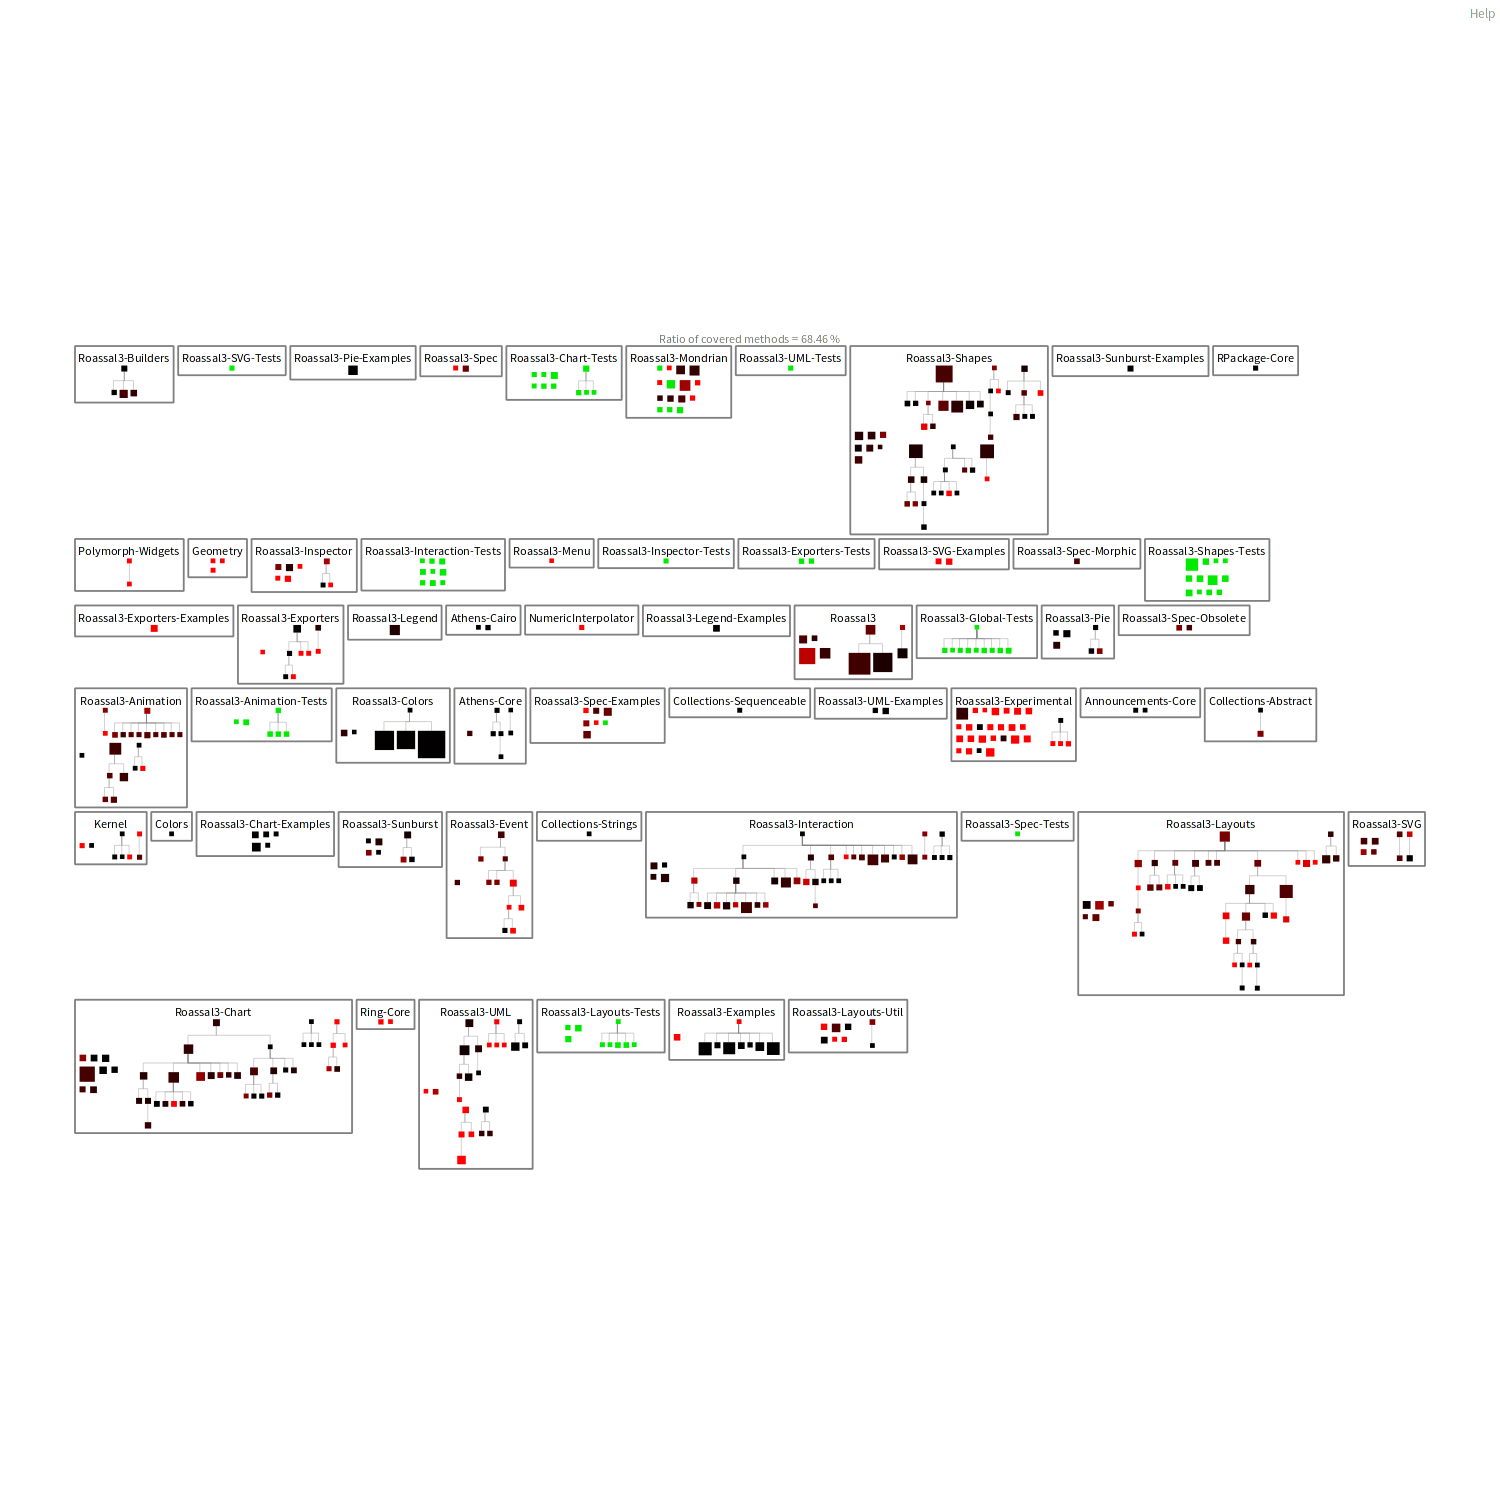 Help
Ratio of covered methods = 68.46 %
Roassal3-Builders
Roassal3-SVG-Tests
Roassal3-Pie-Examples
Roassal3-Spec
Roassal3-Chart-Tests
Roassal3-Mondrian
Roassal3-UML-Tests
Roassal3-Shapes
Roassal3-Sunburst-Examples
RPackage-Core
Polymorph-Widgets
Geometry
Roassal3-Inspector
Roassal3-Interaction-Tests
Roassal3-Menu
Roassal3-Inspector-Tests
Roassal3-Exporters-Tests
Roassal3-SVG-Examples
Roassal3-Spec-Morphic
Roassal3-Shapes-Tests
Roassal3-Exporters-Examples
Roassal3-Exporters
Roassal3-Legend
Athens-Cairo
NumericInterpolator
Roassal3-Legend-Examples
Roassal3
Roassal3-Global-Tests
Roassal3-Pie
Roassal3-Spec-Obsolete
Roassal3-Animation
Roassal3-Animation-Tests
Roassal3-Colors
Athens-Core
Roassal3-Spec-Examples
Collections-Sequenceable
Roassal3-UML-Examples
Roassal3-Experimental
Announcements-Core
Collections-Abstract
Kernel
Colors
Roassal3-Chart-Examples
Roassal3-Sunburst
Roassal3-Event
Collections-Strings
Roassal3-Interaction
Roassal3-Spec-Tests
Roassal3-Layouts
Roassal3-SVG
Roassal3-Chart
Ring-Core
Roassal3-UML
Roassal3-Layouts-Tests
Roassal3-Examples
Roassal3-Layouts-Util